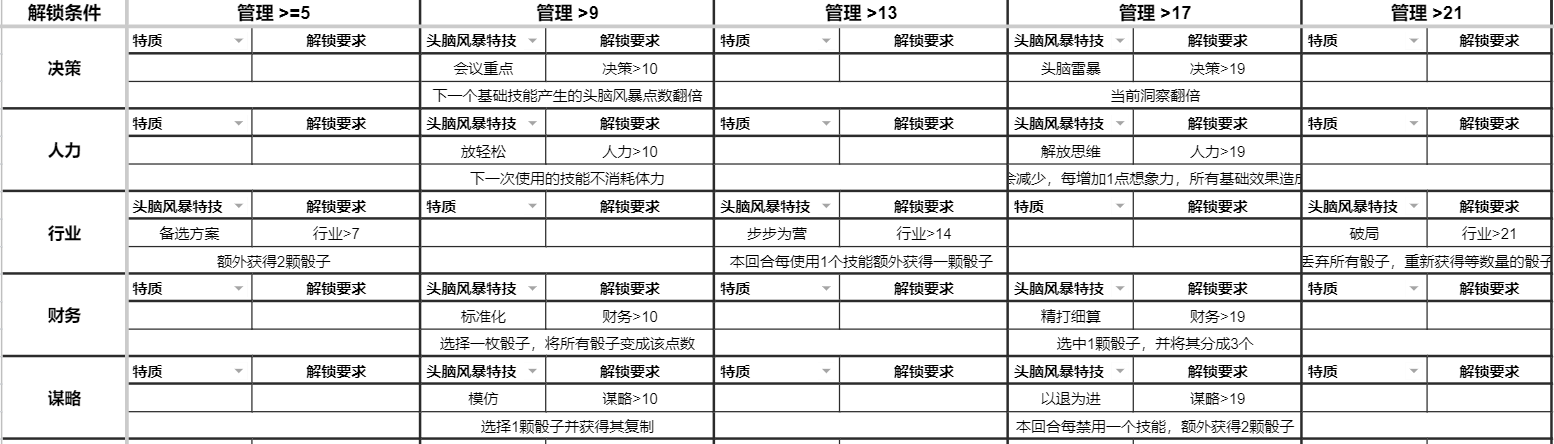 解锁条件 管理 >=5 管理 >9 管理 >13 管理 >17 管理 >21
决策
特质 解锁要求 头脑风暴特技 解锁要求 特质 解锁要求 头脑风暴特技 解锁要求 特质 解锁要求
会议重点 决策>10 头脑雷暴 决策>19
下一个基础技能产生的头脑风暴点数翻倍 当前洞察翻倍
人力
特质 解锁要求 头脑风暴特技 解锁要求 特质 解锁要求 头脑风暴特技 解锁要求 特质 解锁要求
放轻松 人力>10 解放思维 人力>19
下一次使用的技能不消耗体力 会减少，每增加1点想象力，所有基础效果造成
行业
头脑风暴特技 解锁要求 特质 解锁要求 头脑风暴特技 解锁要求 特质 解锁要求 头脑风暴特技 解锁要求
备选方案 行业>7 步步为营 行业>14 破局 行业>21
额外获得2颗骰子 本回合每使用1个技能额外获得一颗骰子 丢弃所有骰子，重新获得等数量的骰子
财务
特质 解锁要求 头脑风暴特技 解锁要求 特质 解锁要求 头脑风暴特技 解锁要求 特质 解锁要求
标准化 财务>10 精打细算 财务>19
选择一枚骰子，将所有骰子变成该点数 选中1颗骰子，并将其分成3个
谋略
特质 解锁要求 头脑风暴特技 解锁要求 特质 解锁要求 头脑风暴特技 解锁要求 特质 解锁要求
模仿 谋略>10 以退为进 谋略>19
选择1颗骰子并获得其复制 本回合每禁用一个技能，额外获得2颗骰子